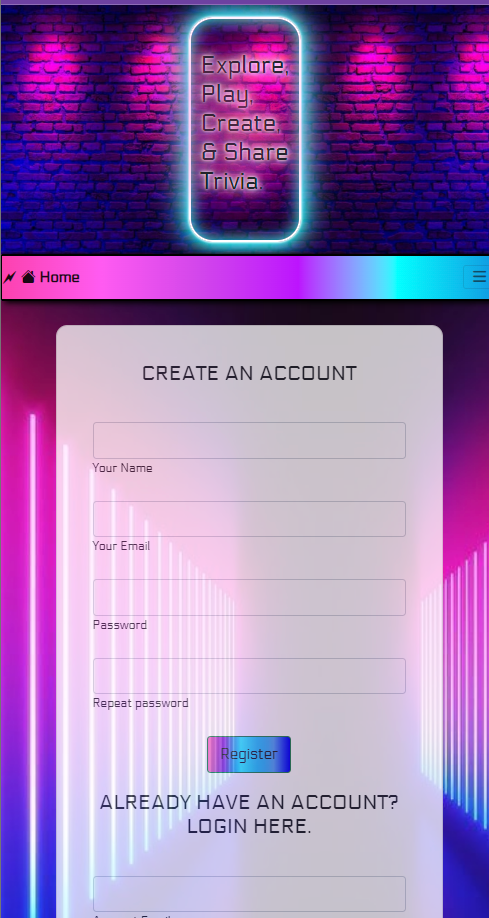 Explore,
Play,
Create,
& Share
Trivia.
Home
CREATE AN ACCOUNT
Your Name
Your Email
Password
Repeat password
Register
ALREADY HAVE AN ACCOUNT?
LOGIN HERE.